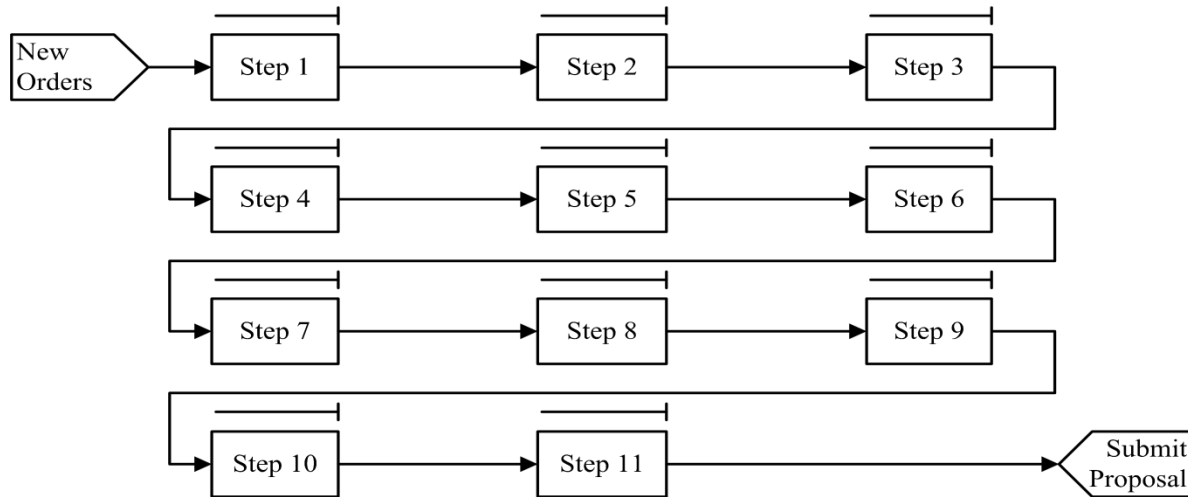 New
Orders
Step 1
Step 2
Step 3
Step 4
Step 5
Step 6
Step 7
Step 8
Step 9
Step 10
Step 11
Submit
Proposal